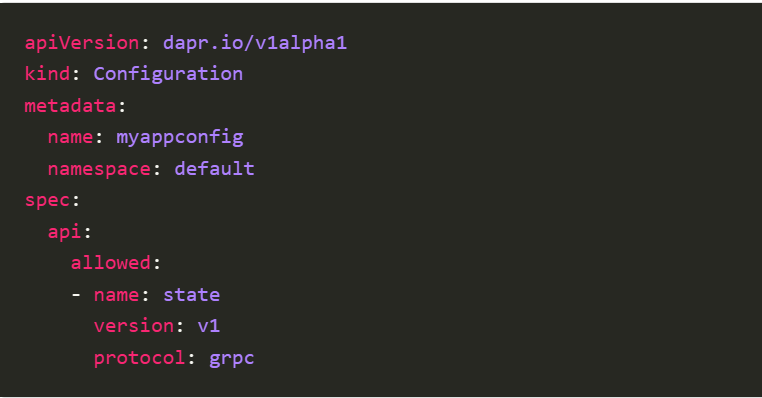 apiVersion: dapr.io/v1alpha1
kind: Configuration
metadata:
  name: myappconfig
  namespace: default
spec:
  api:
    allowed:
    - name: state
      version: v1
      protocol: grpc